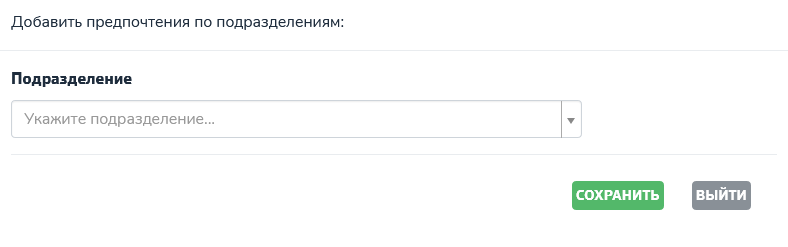 Добавить предпочтения по подразделениям:
Подразделение
Укажите подразделение...
СОХРАНИТЬ ВЫЙТИ